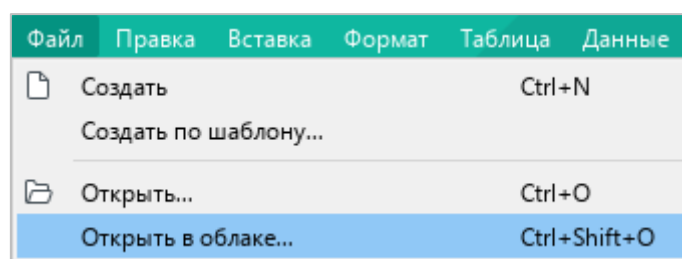 Файл Правка Вставка Формат Таблица Данные
Создать Ctrl+N
Создать по шаблону...
Открыть... Ctrl+O
Открыть в облаке... Ctrl+Shift+O